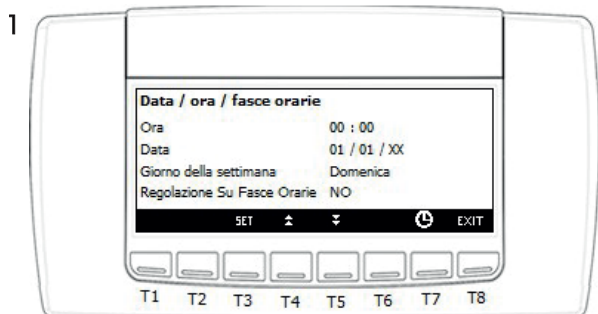 1
Data / ora / fasce orarie
Ora 00 : 00
Data 01 / 01 / XX
Giorno della settimana Domenica
Regolazione Su Fasce Orarie NO
SET EXIT
T1 T2 T3 T4 T5 T6 T7 T8